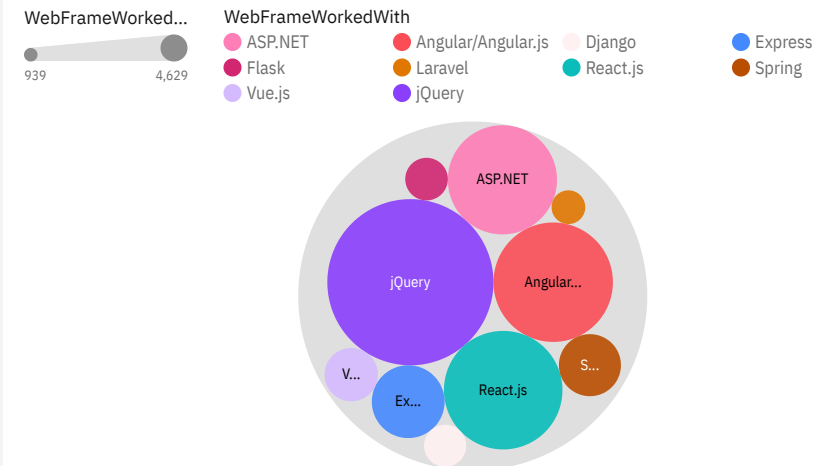 WebFrameWorked...
939
4,629
WebFrameWorkedWith
ASP.NET
Angular/Angular.js
Django
Express
Flask
Laravel
React.js
Spring
Vue.js
jQuery
ASP.NET
jQuery
Angular...
V...
Ex...
React.js
S...